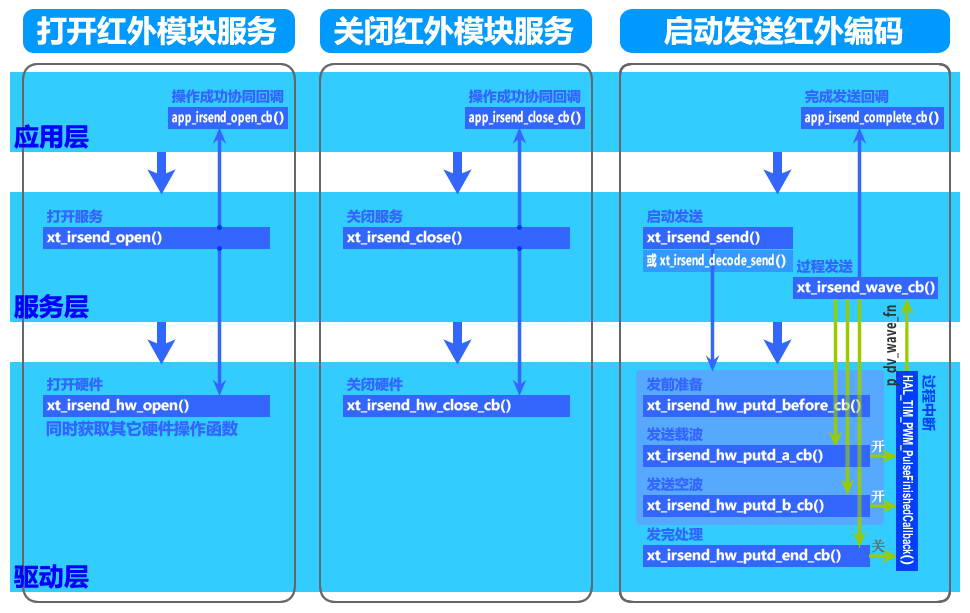 打开红外模块服务
关闭红外模块服务
启动发送红外编码
操作成功协同回调
app_irsend_open_cb()
操作成功协同回调
app_irsend_close_cb()
完成发送回调
app_irsend_complete_cb()
应用层
打开服务
xt_irsend_open()
关闭服务
xt_irsend_close()
启动发送
xt_irsend_send()
或 xt_irsend_decode_send()
过程发送
xt_irsend_wave_cb()
服务层
p_dv_wave_fn
打开硬件
xt_irsend_hw_open()
同时获取其它硬件操作函数
关闭硬件
xt_irsend_hw_close_cb()
发前准备
xt_irsend_hw_putd_before_cb()
发送载波
xt_irsend_hw_putd_a_cb()
开
发送空波
xt_irsend_hw_putd_b_cb()
开
发完处理
xt_irsend_hw_putd_end_cb()
关
HAL_TIM_PWM_PulseFinishedCallback()
过程中断
驱动层